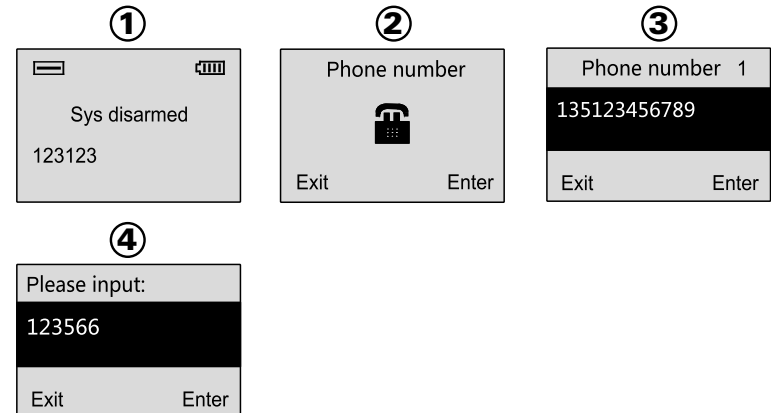 ①
Sys disarmed
123123
②
Phone number
Exit Enter
③
Phone number 1
135123456789
Exit Enter
④
Please input:
123566
Exit Enter